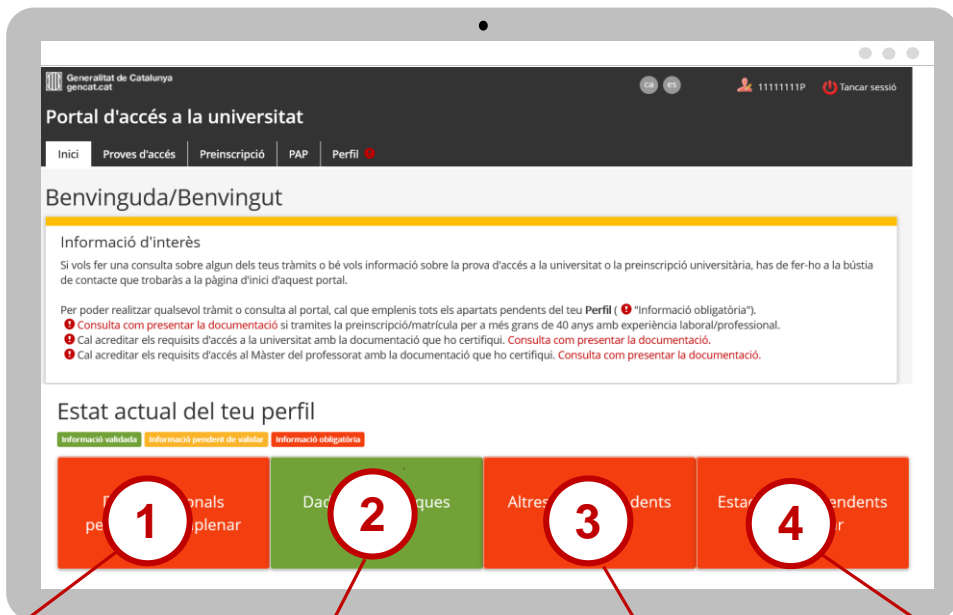 Generalitat de Catalunya
gencat.cat
ca es
11111111P
Tancar sessió
Portal d'accés a la universitat
Inici Proves d'accés Preinscripció PAP Perfil
Benvinguda/Benvingut
Informació d'interès
Si vols fer una consulta sobre algun dels teus tràmits o bé vols informació sobre la prova d'accés a la universitat o la preinscripció universitària, has de fer-ho a la bústia
de contacte que trobaràs a la pàgina d'inici d'aquest portal.
Per poder realitzar qualsevol tràmit o consulta al portal, cal que emplenis tots els apartats pendents del teu Perfil ( "Informació obligatòria").
Consulta com presentar la documentació si tramites la preinscripció/matrícula per a més grans de 40 anys amb experiència laboral/professional.
Cal acreditar els requisits d'accés a la universitat amb la documentació que ho certifiqui. Consulta com presentar la documentació.
Cal acreditar els requisits d'accés al Màster del professorat amb la documentació que ho certifiqui. Consulta com presentar la documentació.
Estat actual del teu perfil
Informació validada Informació pendent de validar Informació obligatòria
1 2 3 4
Altres